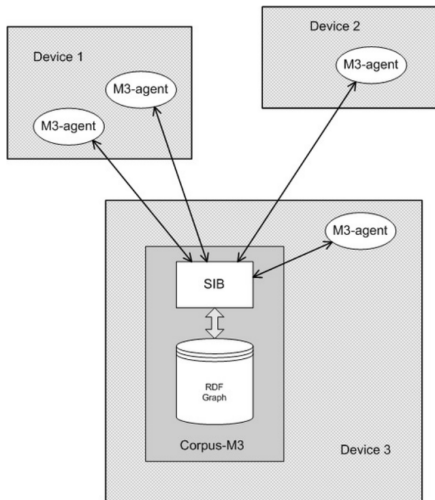 Device 1
M3-agent
M3-agent
Device 2
M3-agent
M3-agent
SIB
RDF
Graph
Corpus-M3
Device 3